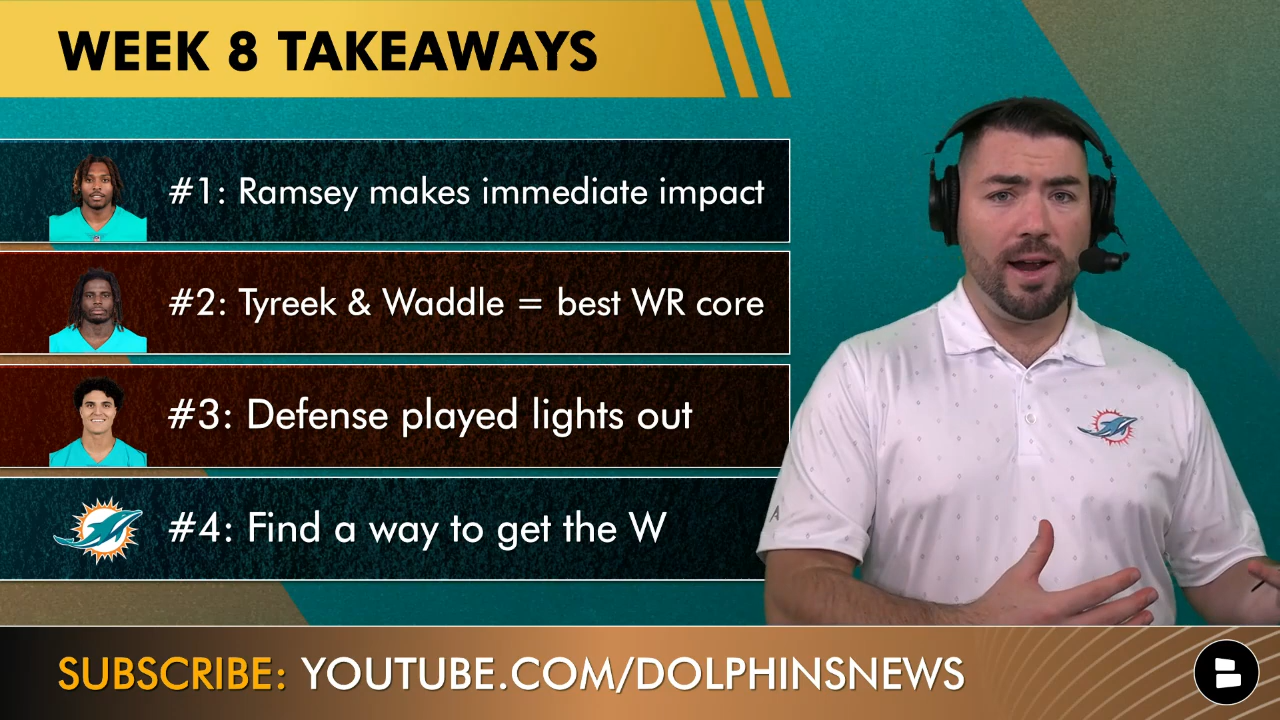 WEEK 8 TAKEAWAYS
#1: Ramsey makes immediate impact
#2: Tyreek & Waddle = best WR core
#3: Defense played lights out
#4: Find a way to get the W
SUBSCRIBE: YOUTUBE.COM/DOLPHINSNEWS